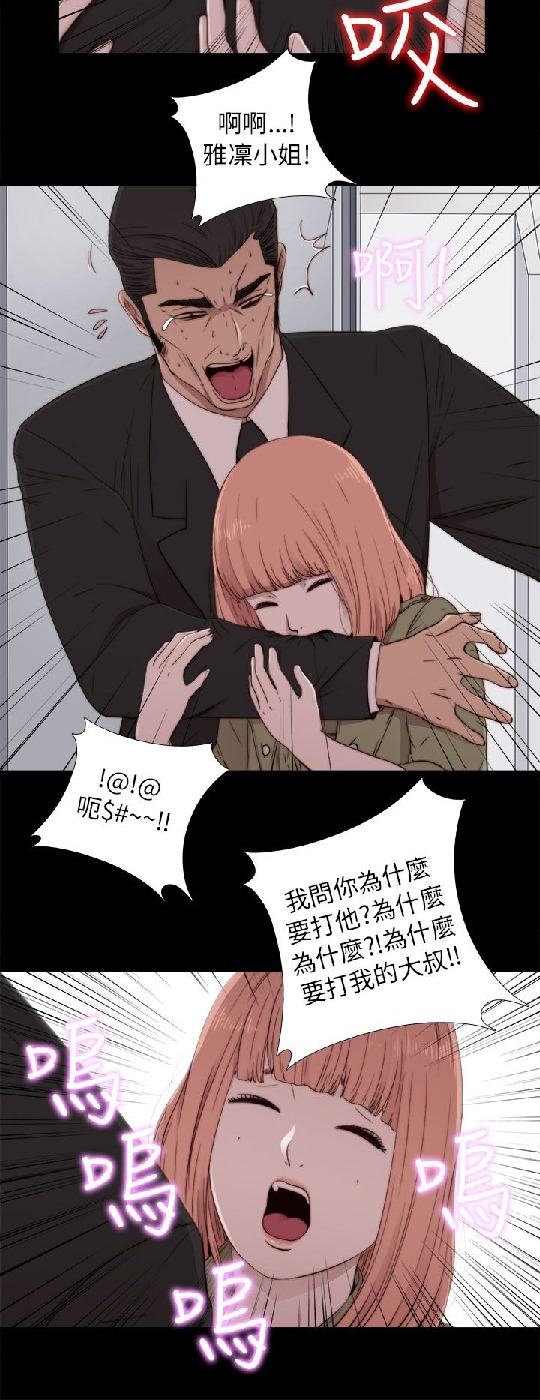 咬
啊啊...!
雅凜小姐!
啊!
!@!@
呃$#~~!!
我問你為什麼
要打他?為什麼
為什麼?!為什麼
要打我的大叔!!
嗚
嗚
嗚
嗚